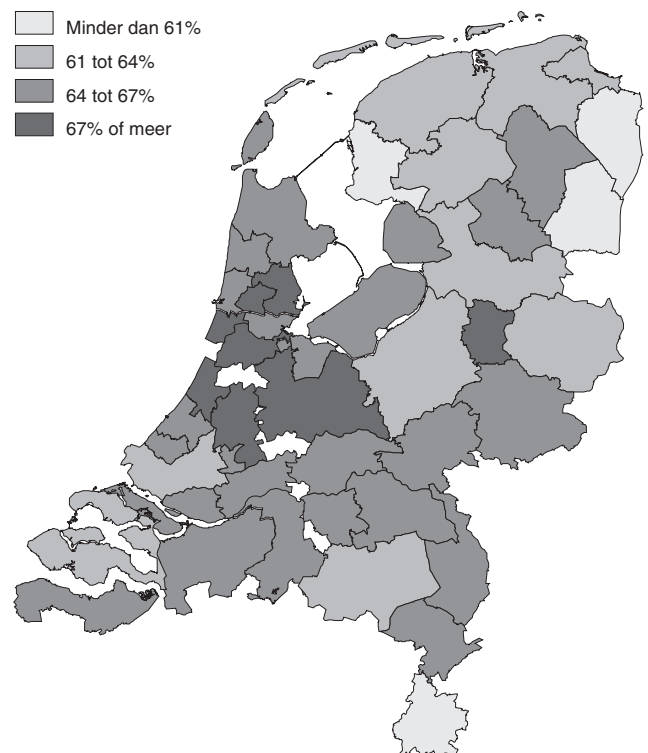 Minder dan 61%
61 tot 64%
64 tot 67%
67% of meer